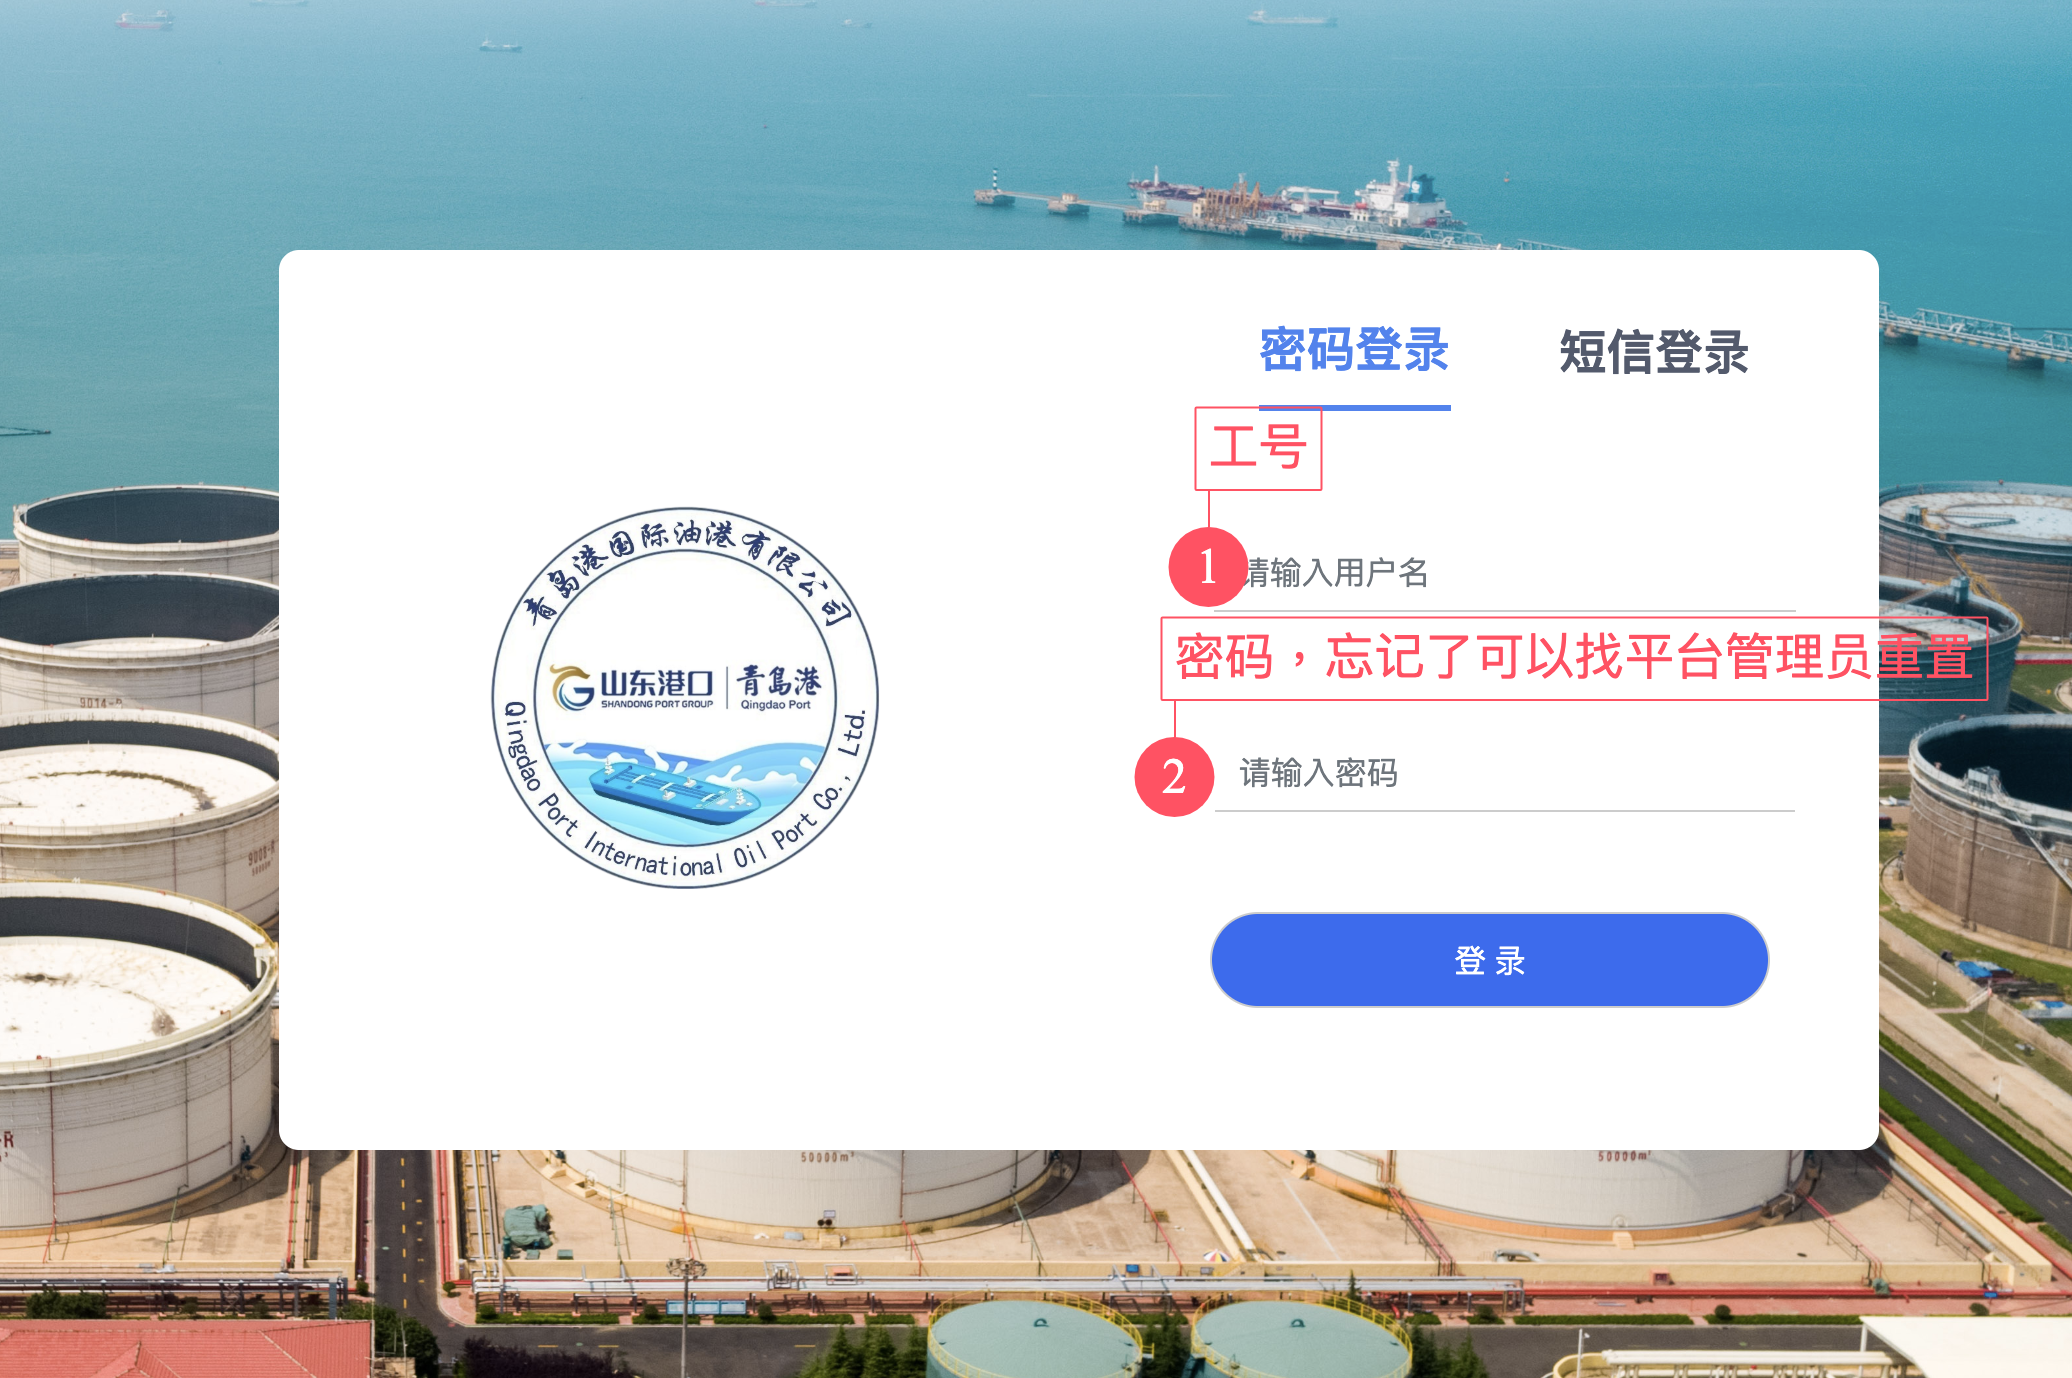 密码登录
短信登录
工号
1
请输入用户名
密码，忘记了可以找平台管理员重置
2
请输入密码
登 录
青岛港国际油港有限公司
山东港口
SHANDONG PORT GROUP
青島港
Qingdao Port
Qingdao Port International Oil Port Co., Ltd.
50000m³
50000m³